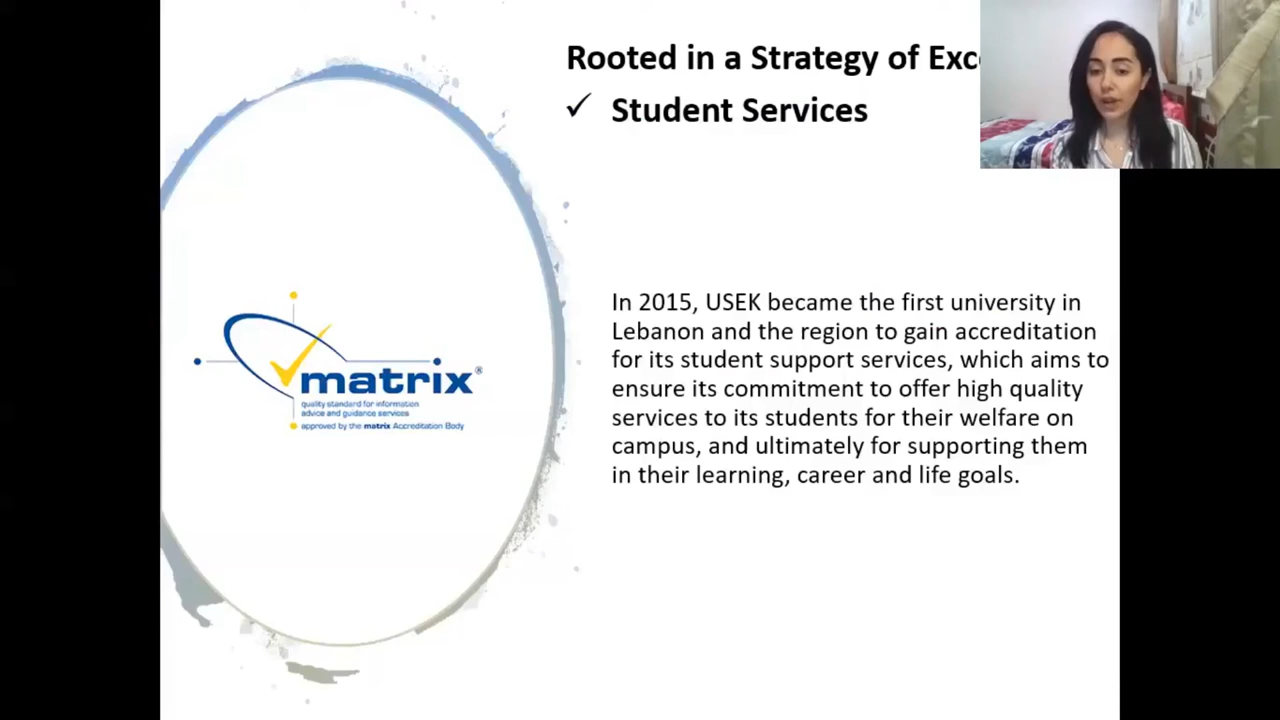 Rooted in a Strategy of
✓ Student Services
matrix®
quality standard for information
advice and guidance services
approved by the matrix Accreditation Body
In 2015, USEK became the first university in
Lebanon and the region to gain accreditation
for its student support services, which aims to
ensure its commitment to offer high quality
services to its students for their welfare on
campus, and ultimately for supporting them
in their learning, career and life goals.